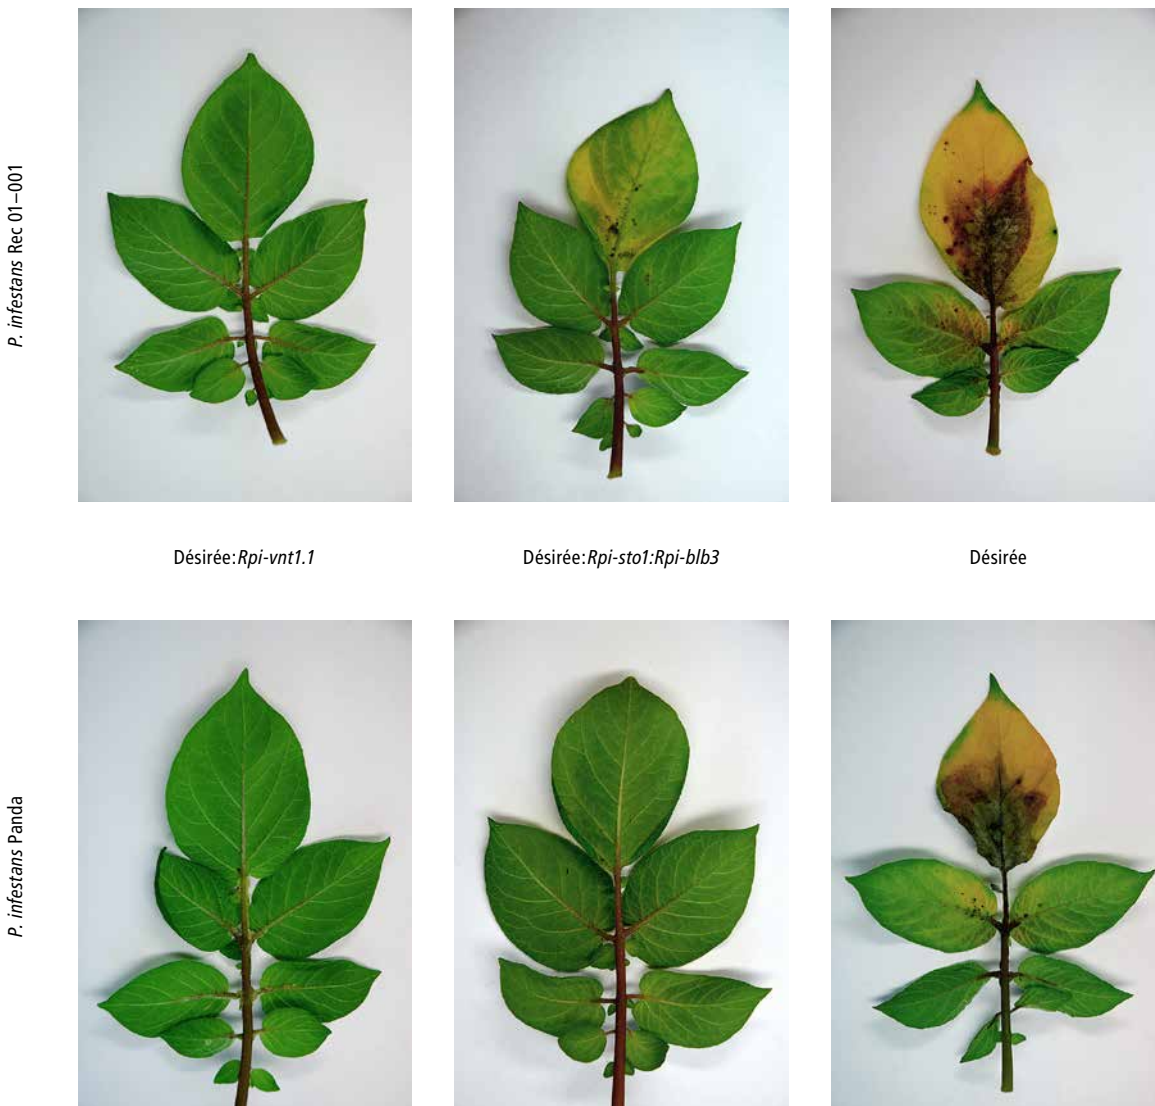 P. infestans Rec 01–001
Désirée:Rpi-vnt1.1
Désirée:Rpi-sto1:Rpi-blb3
Désirée
P. infestans Panda